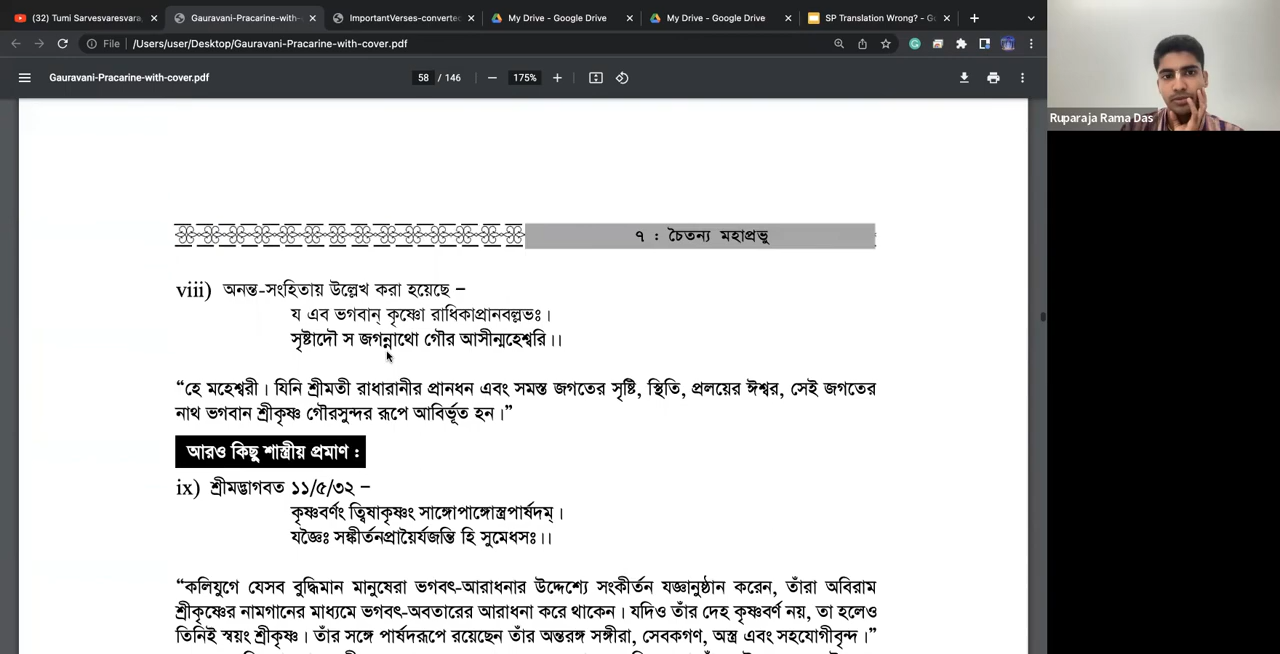 (32) Tumi Sarvesvaresvara,
Gauravani-Pracarine-with-
ImportantVerses-converted
My Drive - Google Drive
My Drive - Google Drive
SP Translation Wrong? - Go
File /Users/user/Desktop/Gauravani-Pracarine-with-cover.pdf
Gauravani-Pracarine-with-cover.pdf
58 / 146
175%
Ruparaja Rama Das
৭ : চৈতন্য মহাপ্রভু
viii) অনন্ত-সংহিতায় উল্লেখ করা হয়েছে –
য এব ভগবান্ কৃষ্ণো রাধিকাপ্রানবল্লভঃ।
সৃষ্টাদৌ স জগন্নাথো গৌর আসীন্মহেশ্বরি।।
“হে মহেশ্বরী। যিনি শ্রীমতী রাধারানীর প্রানধন এবং সমস্ত জগতের সৃষ্টি, স্থিতি, প্রলয়ের ঈশ্বর, সেই জগতের
নাথ ভগবান শ্রীকৃষ্ণ গৌরসুন্দর রূপে আবির্ভূত হন।”
আরও কিছু শাস্ত্রীয় প্রমাণ :
ix) শ্রীমদ্ভাগবত ১১/৫/৩২ –
কৃষ্ণবর্ণং ত্বিষাকৃষ্ণং সাঙ্গোপাঙ্গোস্ত্রপার্ষদম্।
যজ্ঞৈঃ সঙ্কীর্তনপ্রায়ৈর্যজন্তি হি সুমেধসঃ।।
“কলিযুগে যেসব বুদ্ধিমান মানুষেরা ভগবৎ-আরাধনার উদ্দেশ্যে সংকীর্তন যজ্ঞানুষ্ঠান করেন, তাঁরা অবিরাম
শ্রীকৃষ্ণের নামগানের মাধ্যমে ভগবৎ-অবতারের আরাধনা করে থাকেন। যদিও তাঁর দেহ কৃষ্ণবর্ণ নয়, তা হলেও
তিনিই স্বয়ং শ্রীকৃষ্ণ। তাঁর সঙ্গে পার্ষদরূপে রয়েছেন তাঁর অন্তরঙ্গ সঙ্গীরা, সেবকগণ, অস্ত্র এবং সহযোগীবৃন্দ।”